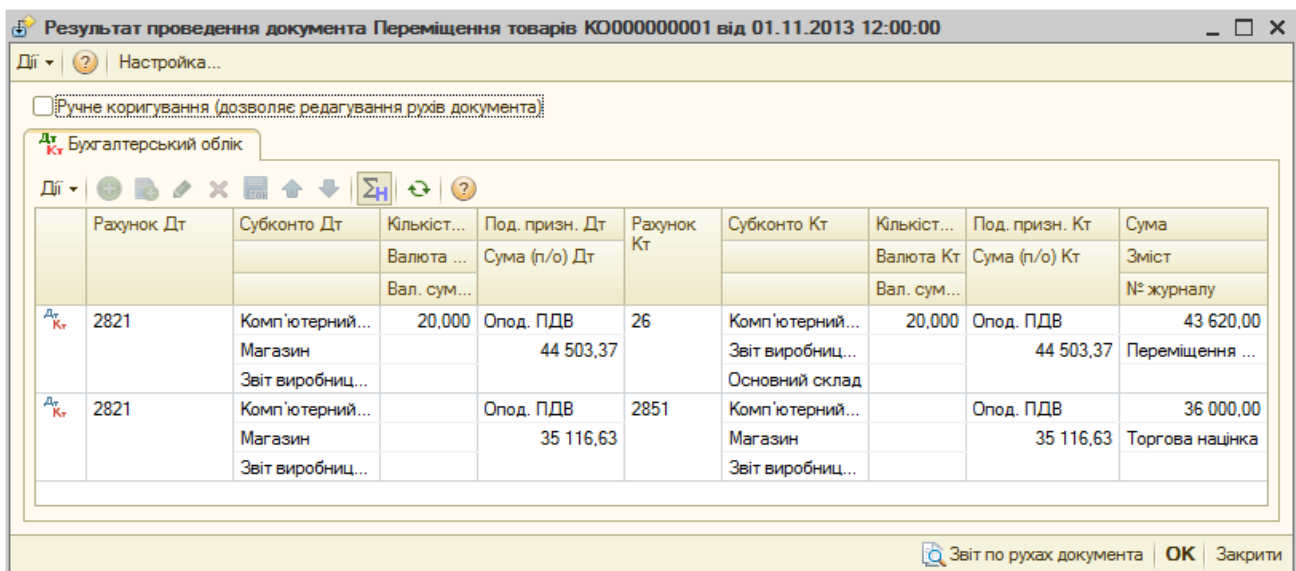 Результат проведення документа Переміщення товарів КО000000001 від 01.11.2013 12:00:00
Дії Настройка...
Ручне коригування (дозволяє редагування рухів документа)
Дт Кт Бухгалтерський облік
Дії
Рахунок Дт Субконто Дт Кількіст... Под. призн. Дт Рахунок Кт Субконто Кт Кількіст... Под. призн. Кт Сума
Валюта ... Сума (п/о) Дт Валюта Кт Сума (п/о) Кт Зміст
Вал. сум... Вал. сум... № журналу
Дт Кт 2821 Комп'ютерний... 20,000 Опод. ПДВ 26 Комп'ютерний... 20,000 Опод. ПДВ 43 620,00
Магазин 44 503,37 Звіт виробниц... 44 503,37 Переміщення ...
Звіт виробниц... Основний склад
Дт Кт 2821 Комп'ютерний... Опод. ПДВ 2851 Комп'ютерний... Опод. ПДВ 36 000,00
Магазин 35 116,63 Магазин 35 116,63 Торгова націнка
Звіт виробниц... Звіт виробниц...
Звіт по рухах документа OK Закрити